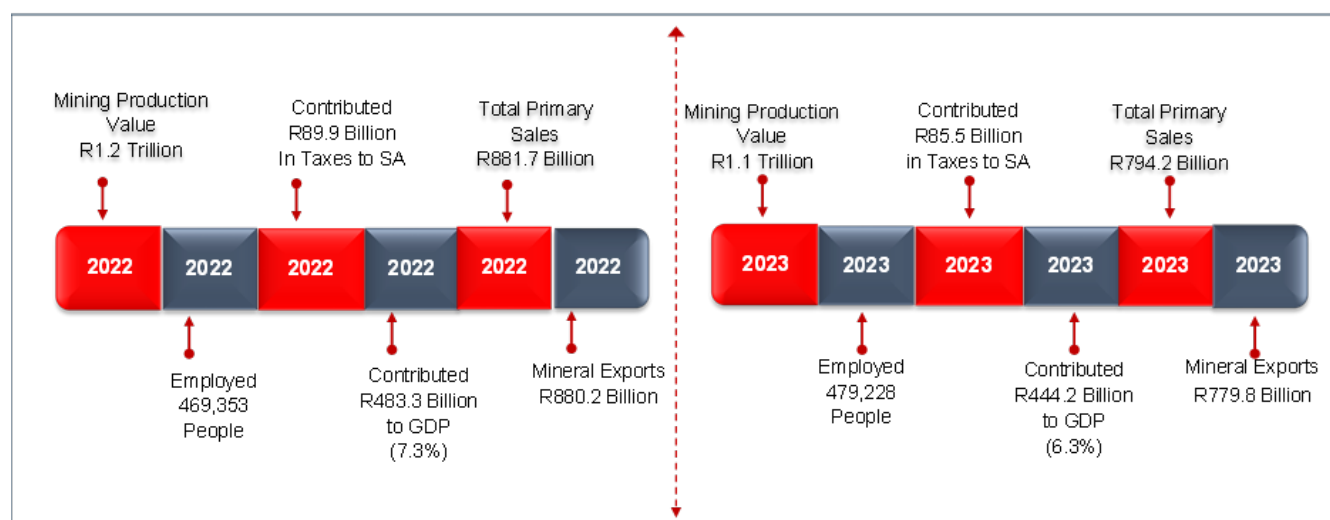 Mining Production
Value
R1.2 Trillion
Contributed
R89.9 Billion
In Taxes to SA
Total Primary
Sales
R881.7 Billion
2022
2022
2022
2022
2022
2022
Employed
469,353
People
Contributed
R483.3 Billion
to GDP
(7.3%)
Mineral Exports
R880.2 Billion
Mining Production
Value
R1.1 Trillion
Contributed
R85.5 Billion
in Taxes to SA
Total Primary
Sales
R794.2 Billion
2023
2023
2023
2023
2023
2023
Employed
479,228
People
Contributed
R444.2 Billion
to GDP
(6.3%)
Mineral Exports
R779.8 Billion